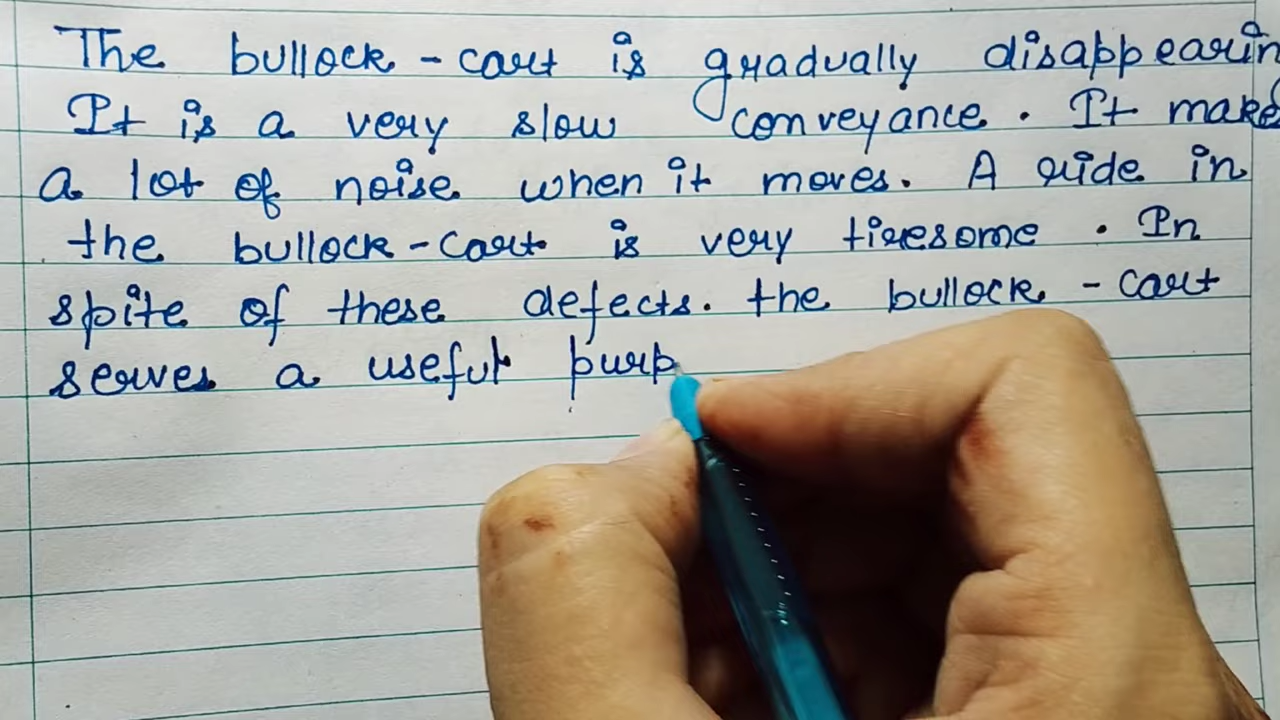 The bullock-cart is gradually disappearin
It is a very slow conveyance. It make
a lot of noise when it moves. A ride in
the bullock-cart is very tiresome. In
spite of these defects. the bullock-cart
serves a useful purp